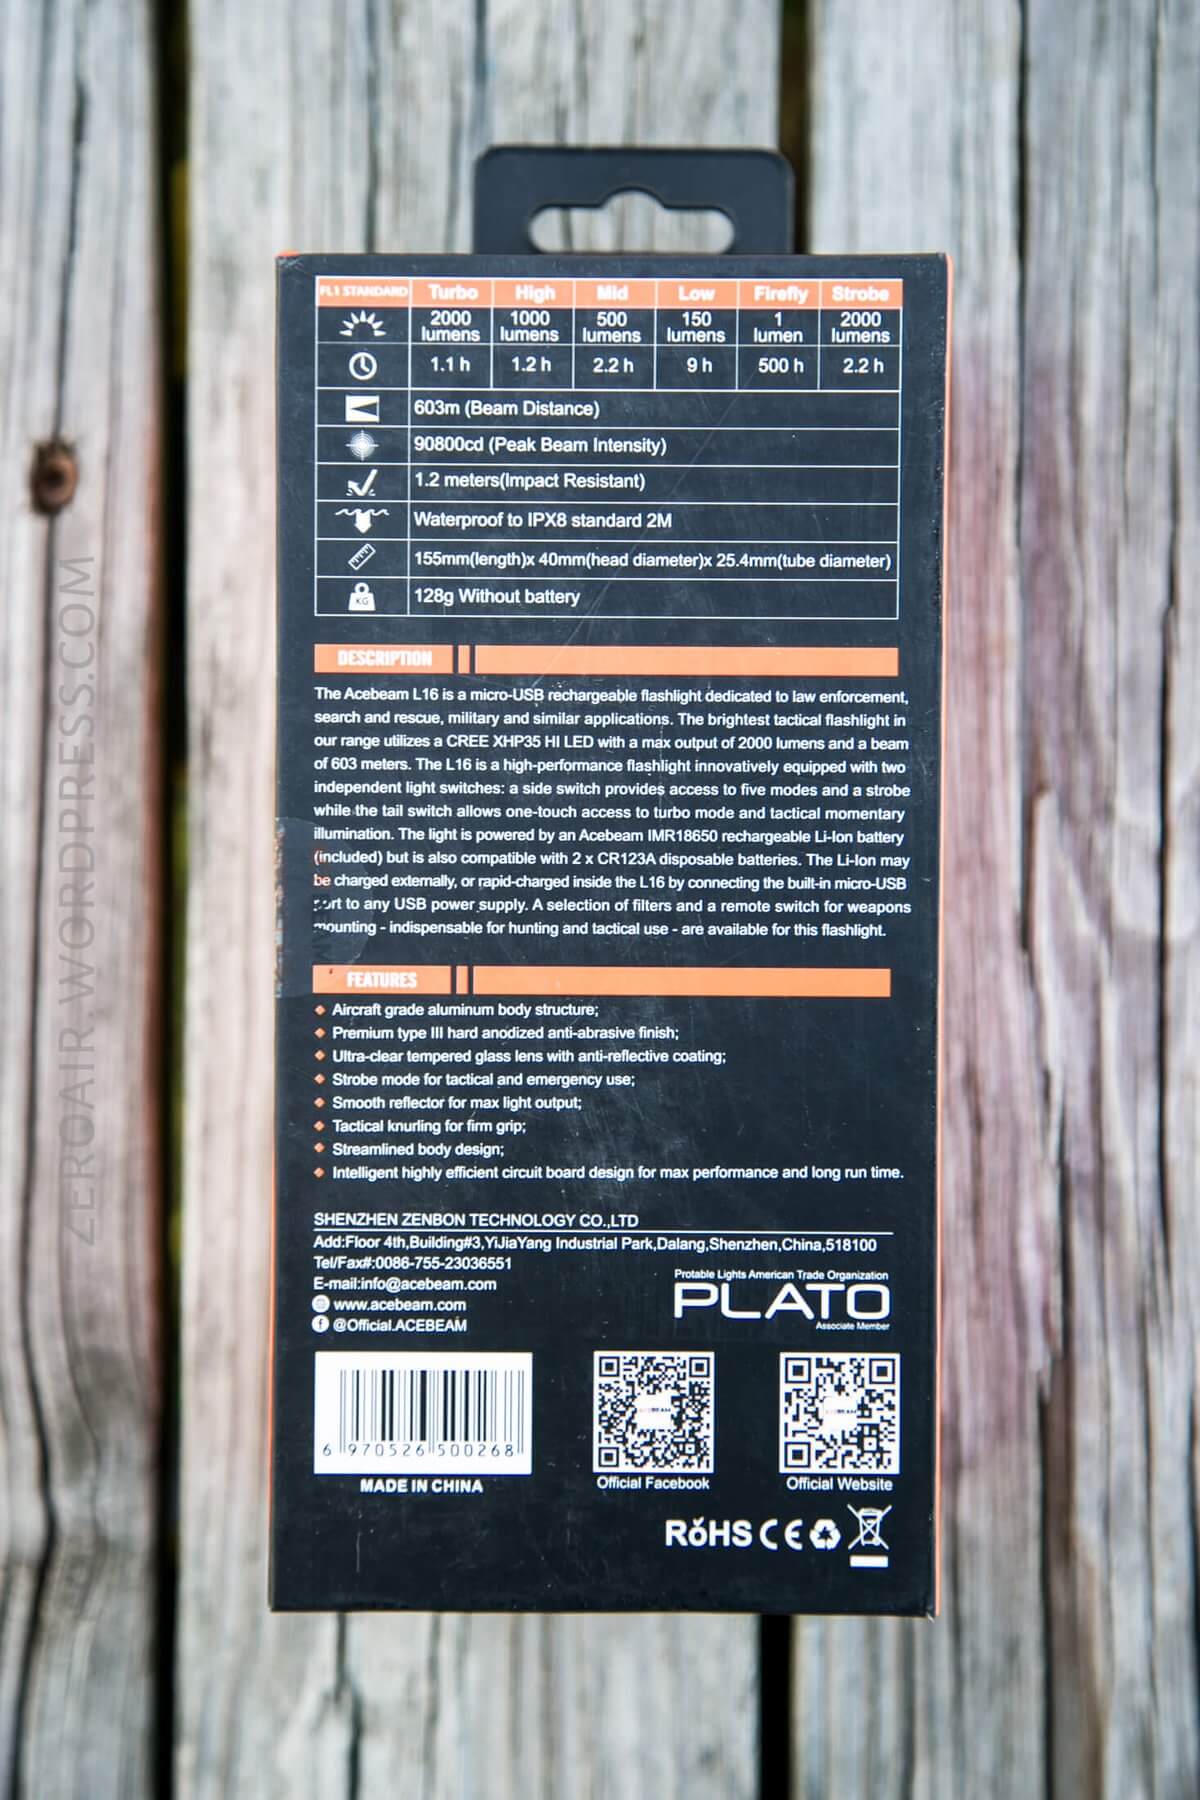 FL1 STANDARD Turbo High Mid Low Firefly Strobe
2000 lumens 1000 lumens 500 lumens 150 lumens 1 lumen 2000 lumens
1.1 h 1.2 h 2.2 h 9 h 500 h 2.2 h
603m (Beam Distance)
90800cd (Peak Beam Intensity)
1.2 meters(Impact Resistant)
Waterproof to IPX8 standard 2M
155mm(length)x 40mm(head diameter)x 25.4mm(tube diameter)
KG 128g Without battery
DESCRIPTION
The Acebeam L16 is a micro-USB rechargeable flashlight dedicated to law enforcement,
search and rescue, military and similar applications. The brightest tactical flashlight in
our range utilizes a CREE XHP35 HI LED with a max output of 2000 lumens and a beam
of 603 meters. The L16 is a high-performance flashlight innovatively equipped with two
independent light switches: a side switch provides access to five modes and a strobe
while the tail switch allows one-touch access to turbo mode and tactical momentary
illumination. The light is powered by an Acebeam IMR18650 rechargeable Li-Ion battery
(included) but is also compatible with 2 x CR123A disposable batteries. The Li-Ion may
be charged externally, or rapid-charged inside the L16 by connecting the built-in micro-USB
port to any USB power supply. A selection of filters and a remote switch for weapons
mounting - indispensable for hunting and tactical use - are available for this flashlight.
FEATURES
Aircraft grade aluminum body structure;
Premium type III hard anodized anti-abrasive finish;
Ultra-clear tempered glass lens with anti-reflective coating;
Strobe mode for tactical and emergency use;
Smooth reflector for max light output;
Tactical knurling for firm grip;
Streamlined body design;
Intelligent highly efficient circuit board design for max performance and long run time.
SHENZHEN ZENBON TECHNOLOGY CO.,LTD
Add:Floor 4th,Building#3,YiJiaYang Industrial Park,Dalang,Shenzhen,China,518100
Tel/Fax#:0086-755-23036551
E-mail:info@acebeam.com
www.acebeam.com
@Official.ACEBEAM
Protable Lights American Trade Organization
PLATO
Associate Member
6 970526 500268
MADE IN CHINA
Official Facebook
Official Website
RoHS CE
ZEROAIR.WORDPRESS.COM